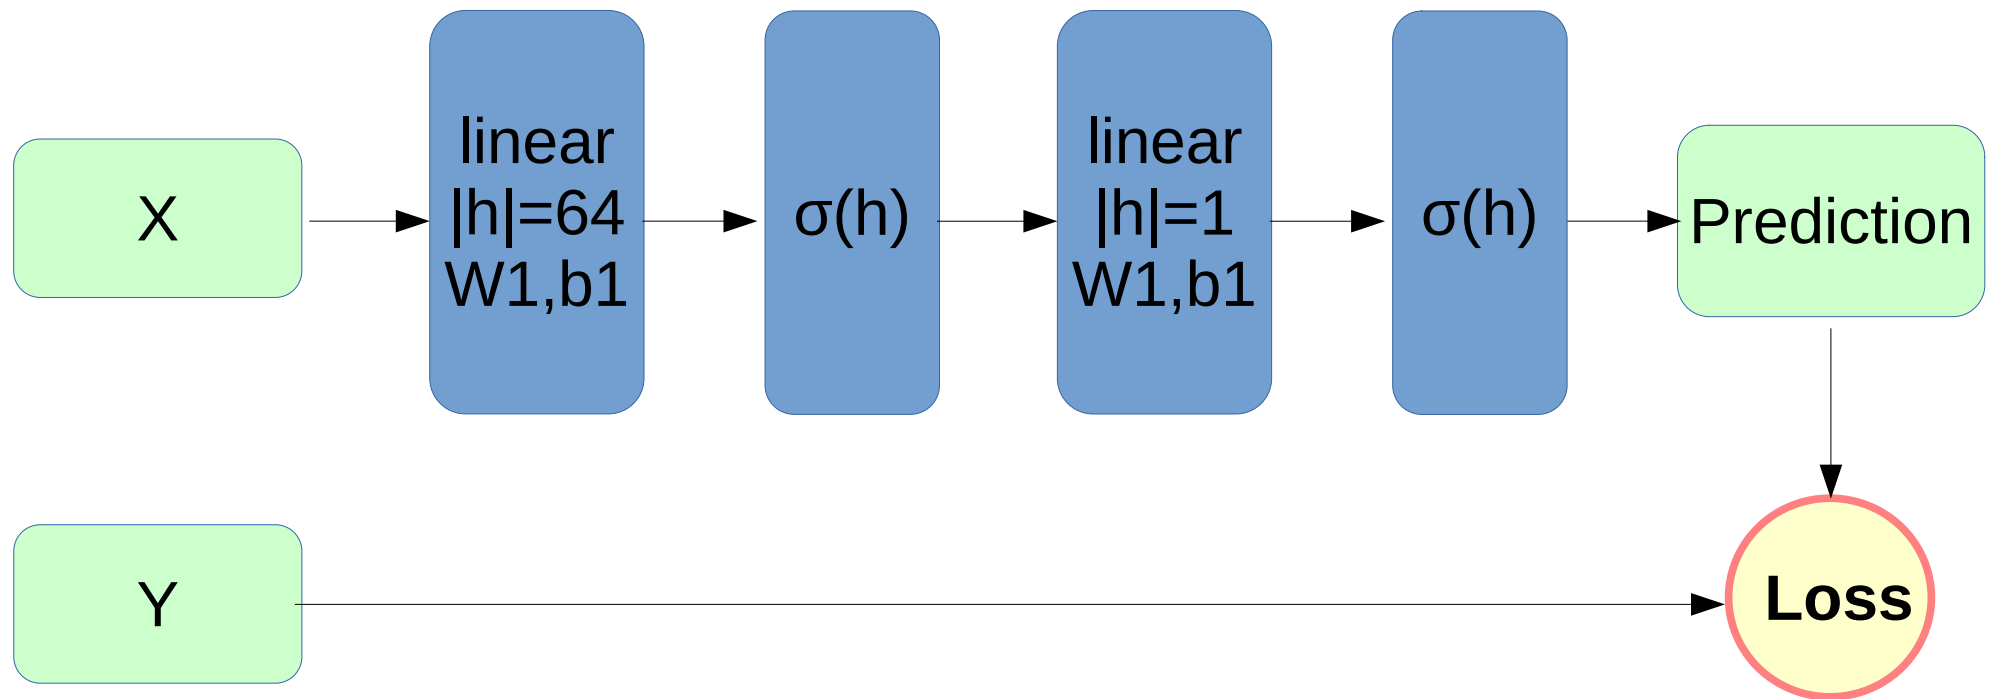 X
linear
|h|=64
W1,b1
σ(h)
linear
|h|=1
W1,b1
σ(h)
Prediction
Y
Loss